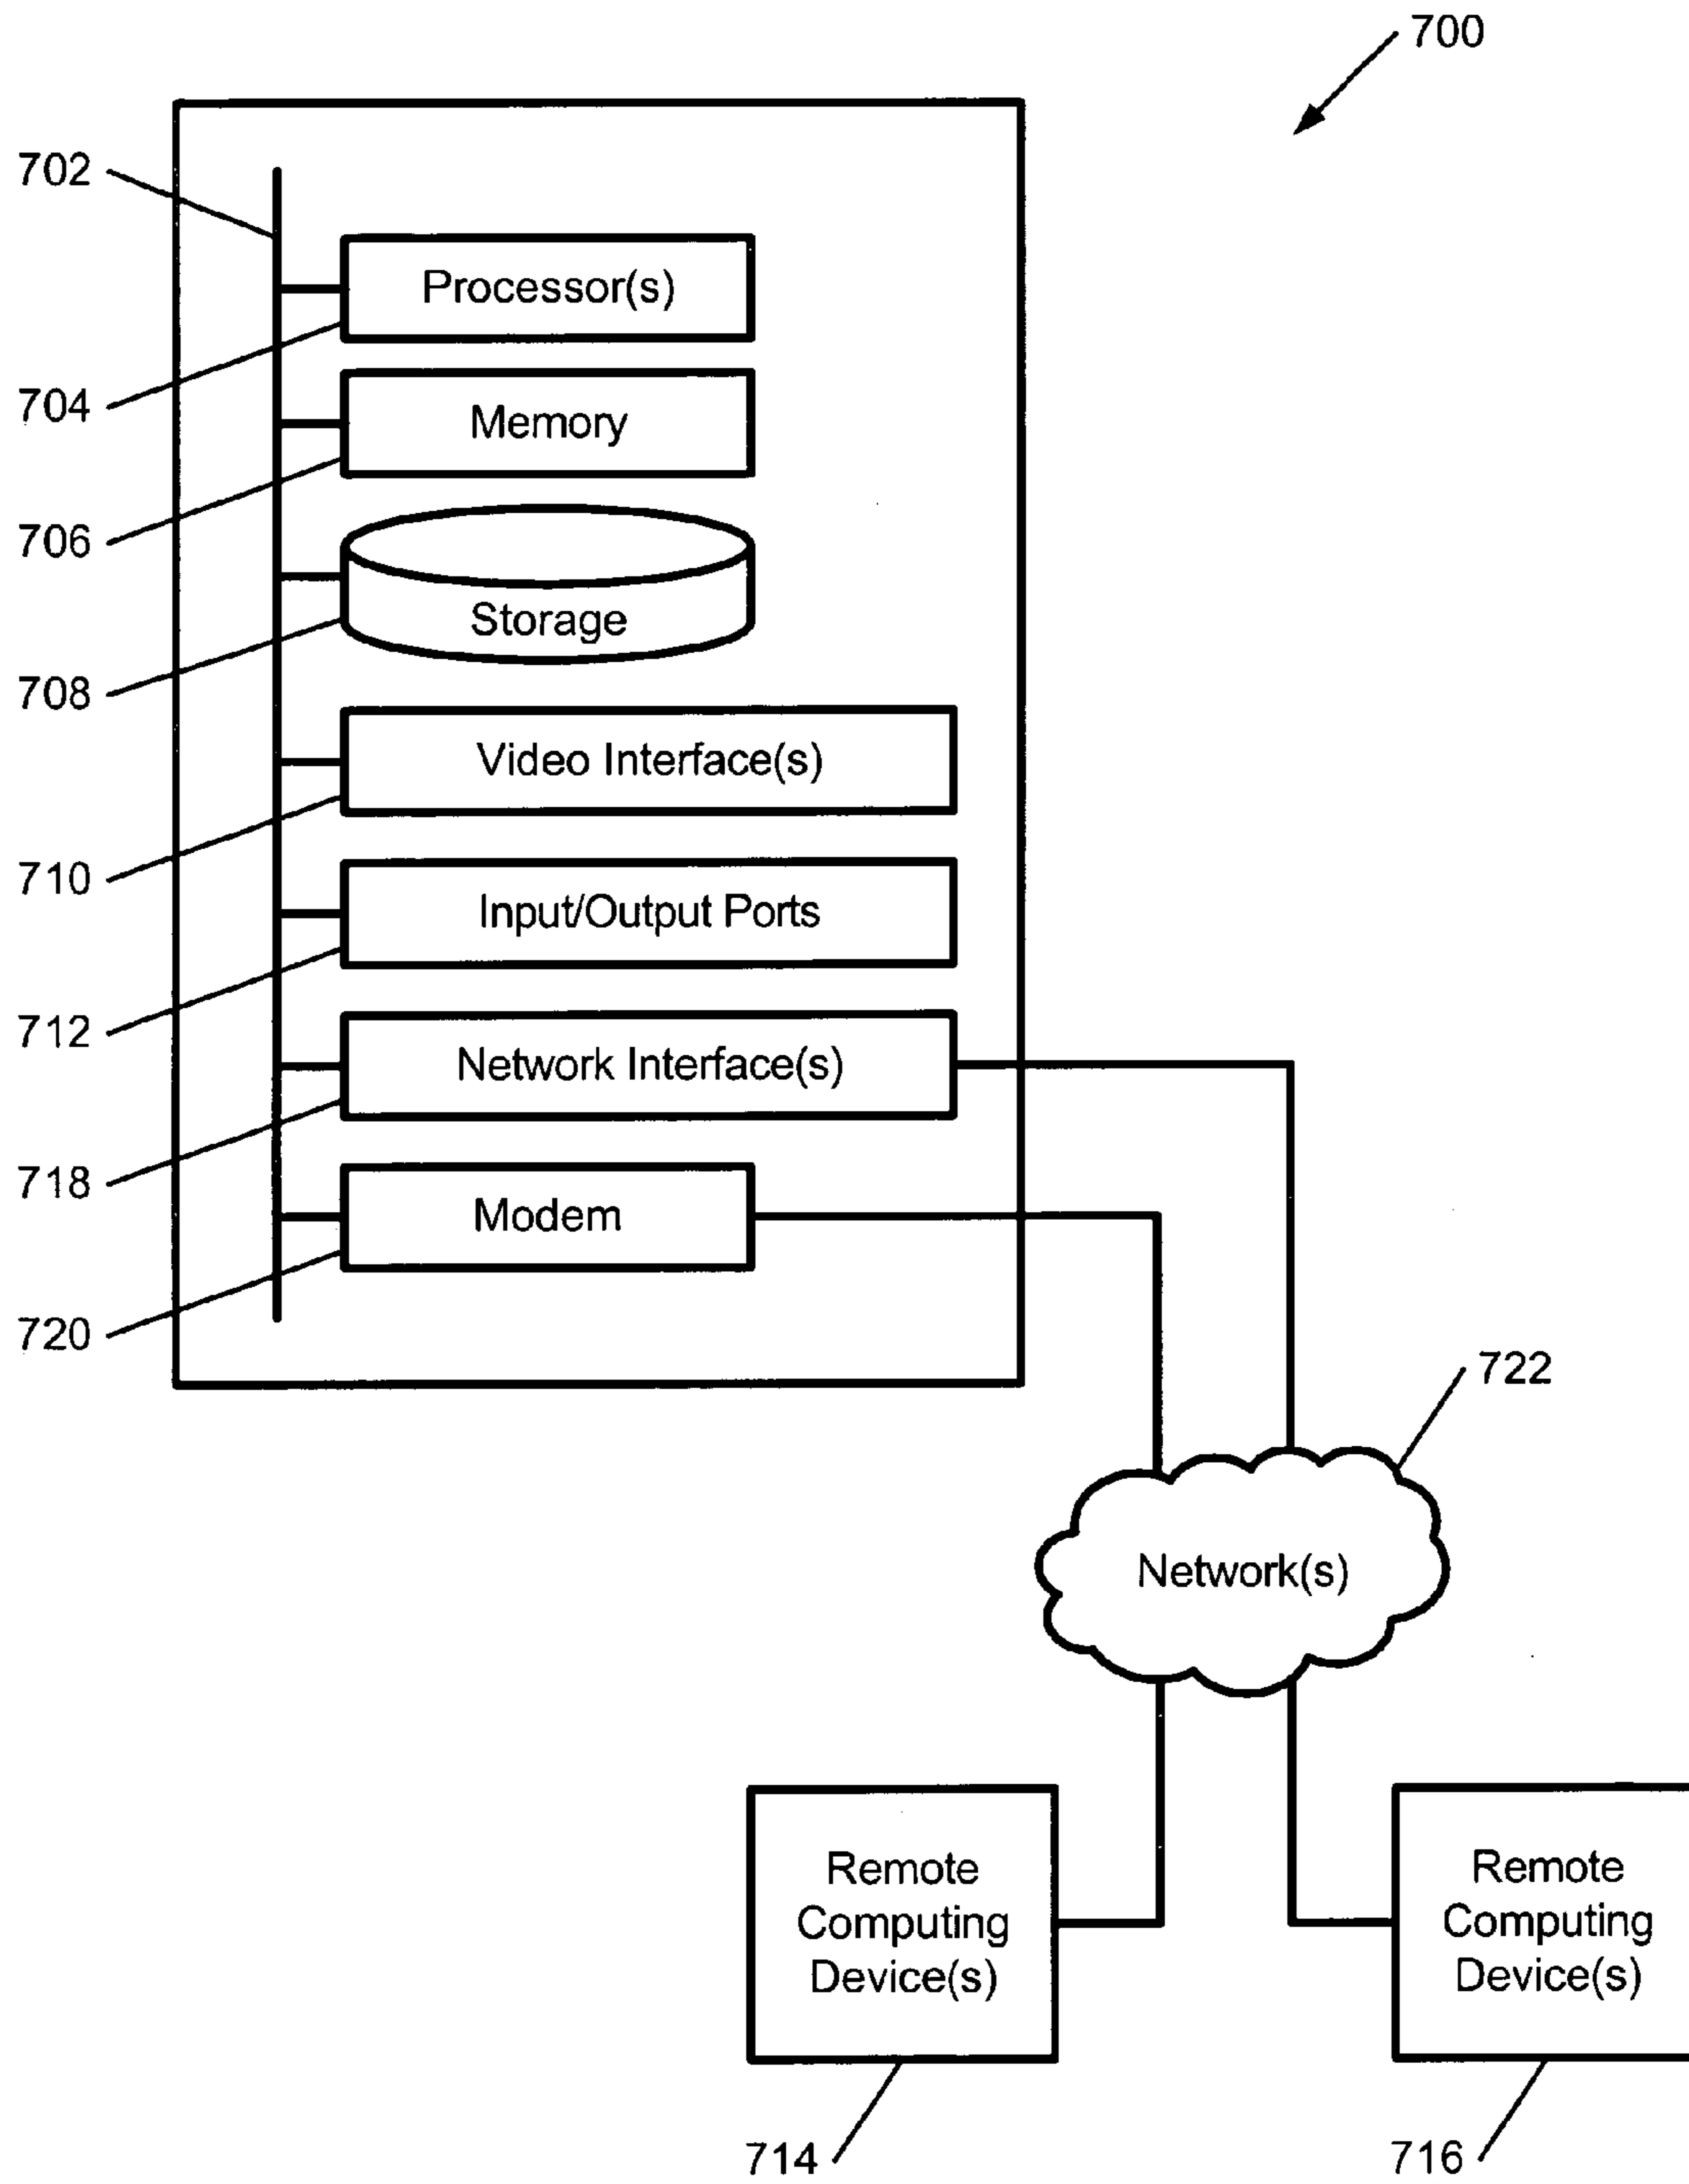 700
702
Processor(s)
704
Memory
706
Storage
708
Video Interface(s)
710
Input/Output Ports
712
Network Interface(s)
718
Modem
720
722
Network(s)
Remote
Computing
Device(s)
Remote
Computing
Device(s)
714
716